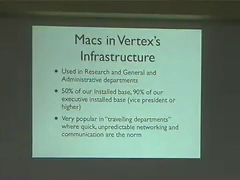 Macs in Vertex's
Infrastructure
• Used in Research and General and
Administrative departments
• 50% of our installed base, 90% of our
executive installed base (vice president or
higher)
• Very popular in "travelling departments"
where quick, unpredictable networking and
communication are the norm